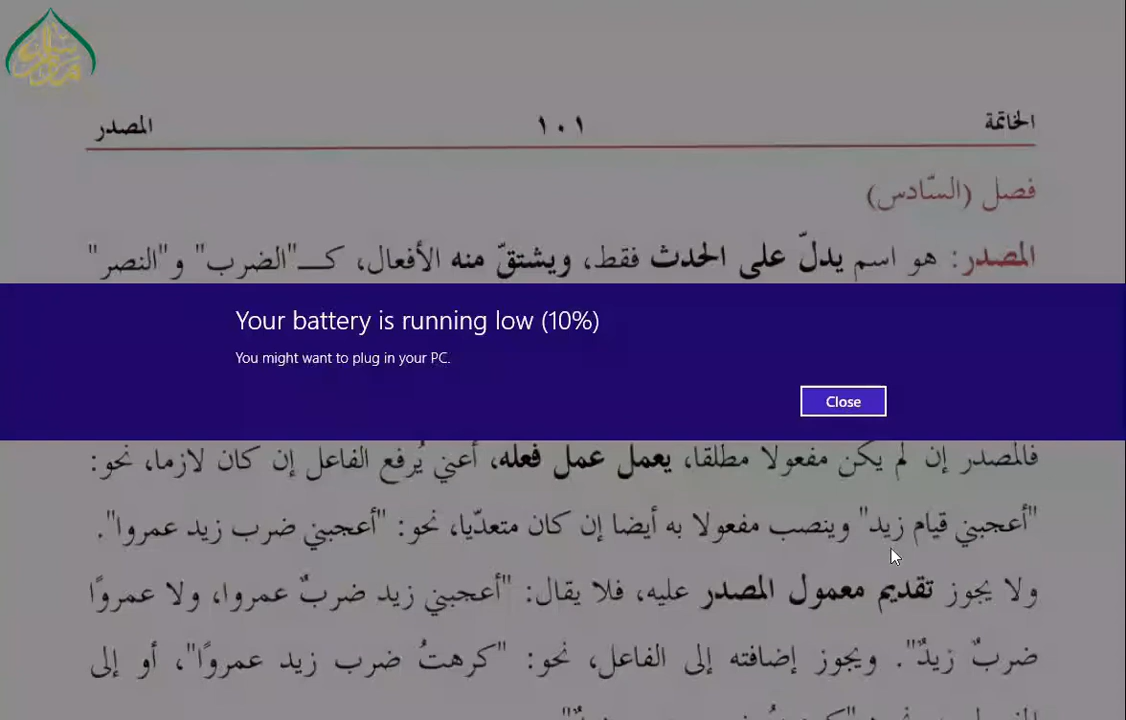 الخاتمة ١٠١ المصدر
فصل (السّادس)
المصدر: هو اسم يدلّ على الحدث فقط، ويشتقّ منه الأفعال، كـ"الضرب" و"النصر"
Your battery is running low (10%)
You might want to plug in your PC.
Close
فالمصدر إن لم يكن مفعولا مطلقا، يعمل عمل فعله، أعني يُرفع الفاعل إن كان لازما، نحو:
"أعجبني قيام زيد" وينصب مفعولا به أيضا إن كان متعدّيا، نحو: "أعجبني ضرب زيد عمروا".
ولا يجوز تقديم معمول المصدر عليه، فلا يقال: "أعجبني زيد ضربٌ عمروا، ولا عمروًا
ضربٌ زيدٌ". ويجوز إضافته إلى الفاعل، نحو: "كرهتُ ضرب زيد عمروًا"، أو إلى